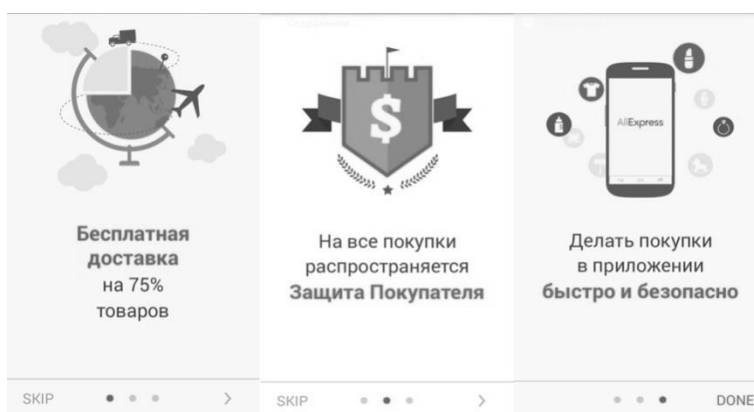 Бесплатная
доставка
на 75%
товаров
SKIP
На все покупки
распространяется
Защита Покупателя
SKIP
AliExpress
Делать покупки
в приложении
быстро и безопасно
DONE